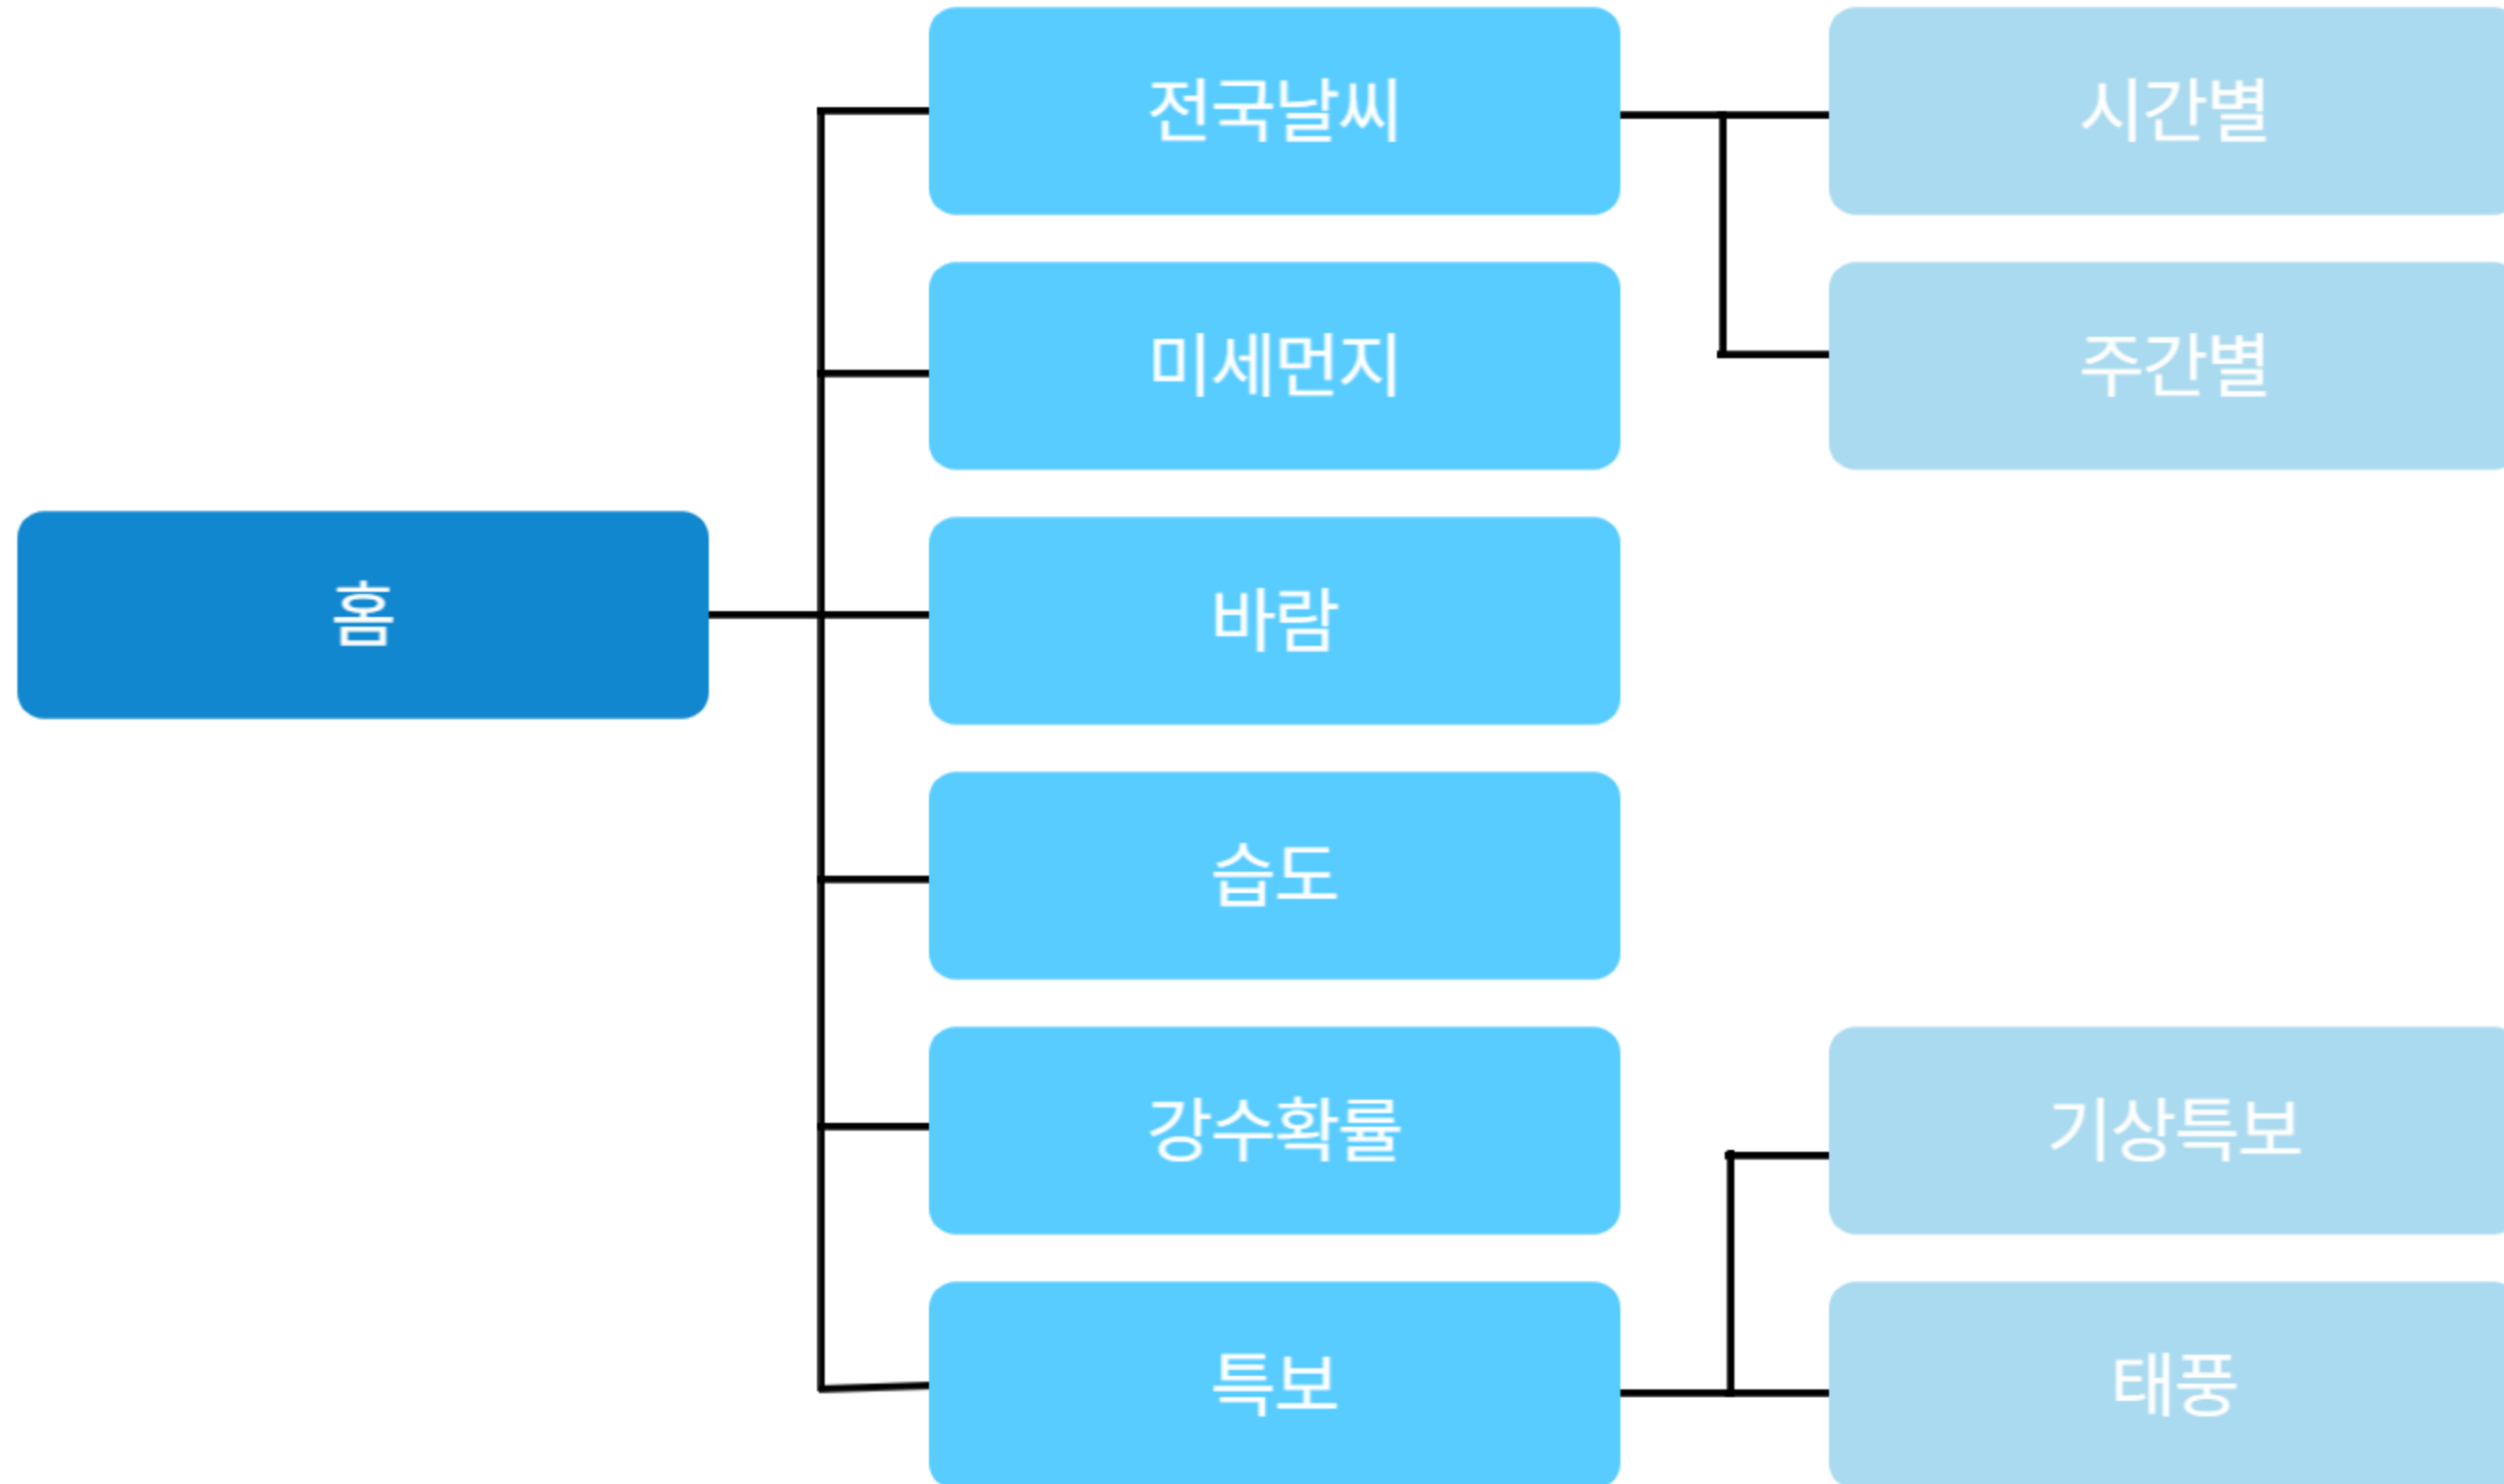 홈
전국날씨
시간별
주간별
미세먼지
바람
습도
강수확률
특보
기상특보
태풍